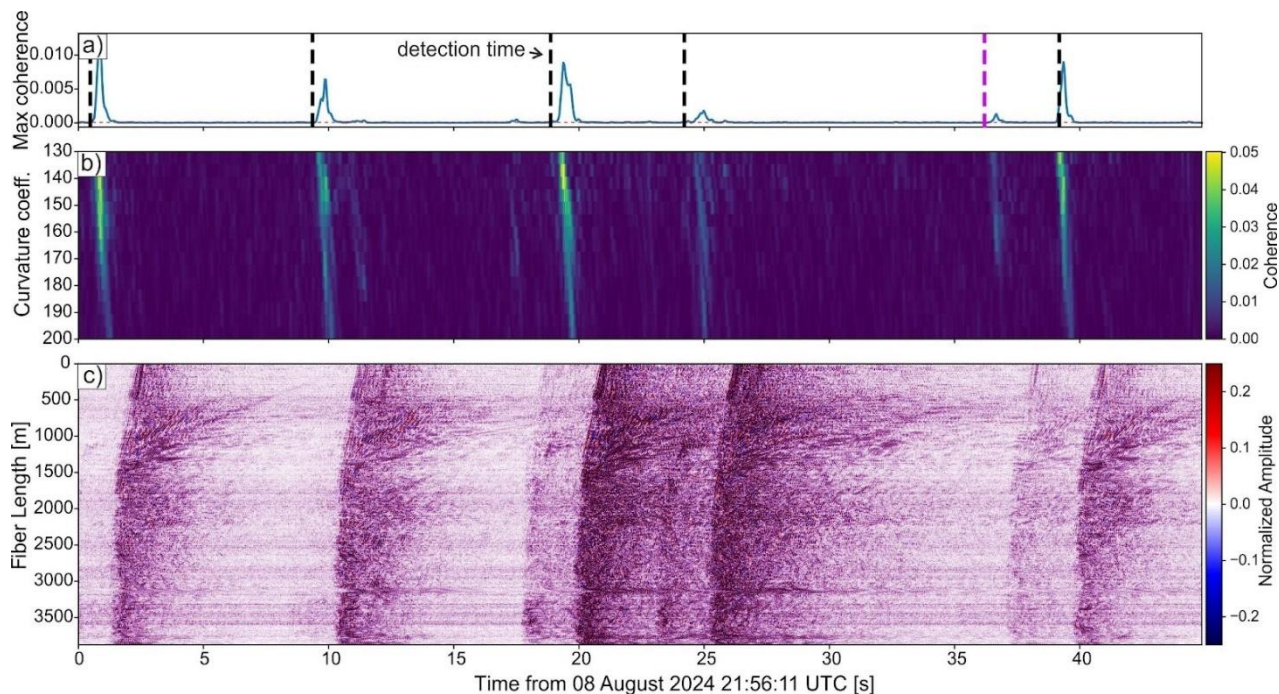 a)
detection time
Max coherence
0.010
0.005
0.000
b)
Curvature coeff.
130
140
150
160
170
180
190
200
0.05
0.04
0.03
0.02
0.01
0.00
Coherence
c)
Fiber Length [m]
0
500
1000
1500
2000
2500
3000
3500
0.2
0.1
0.0
−0.1
−0.2
Normalized Amplitude
0 5 10 15 20 25 30 35 40
Time from 08 August 2024 21:56:11 UTC [s]